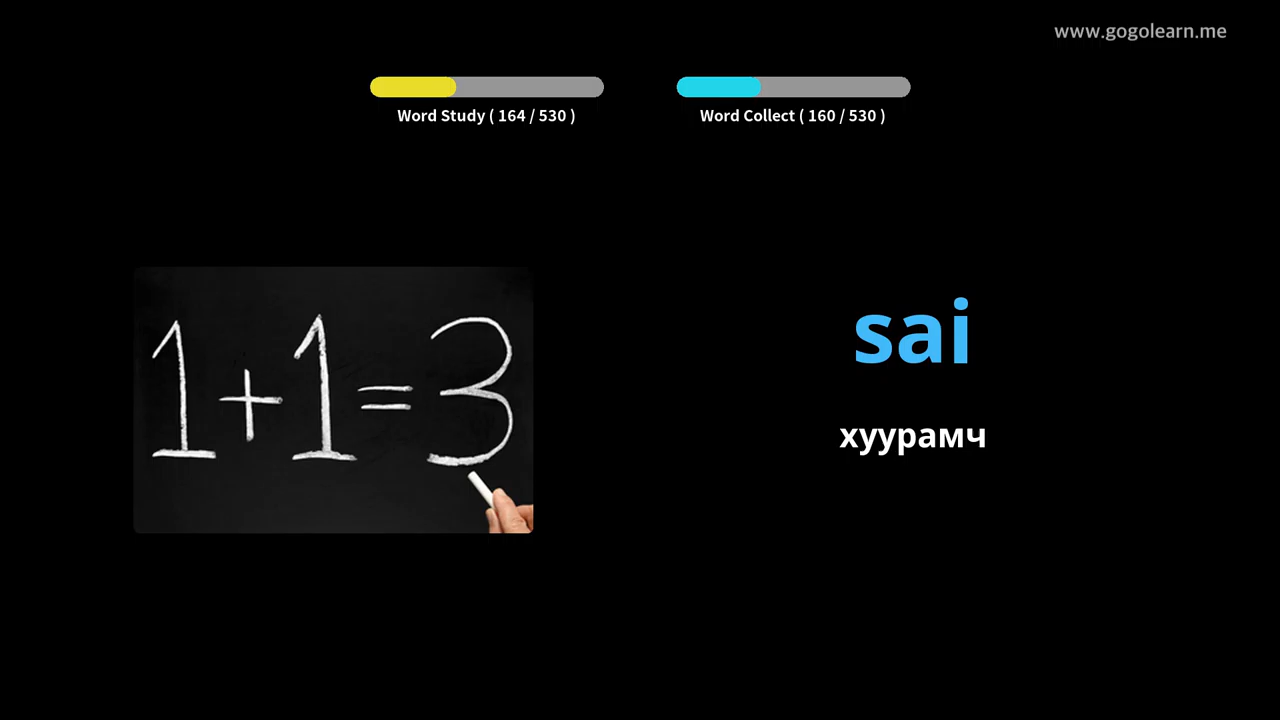 www.gogolearn.me
Word Study ( 164 / 530 )
Word Collect ( 160 / 530 )
1+1=3
sai
хуурамч